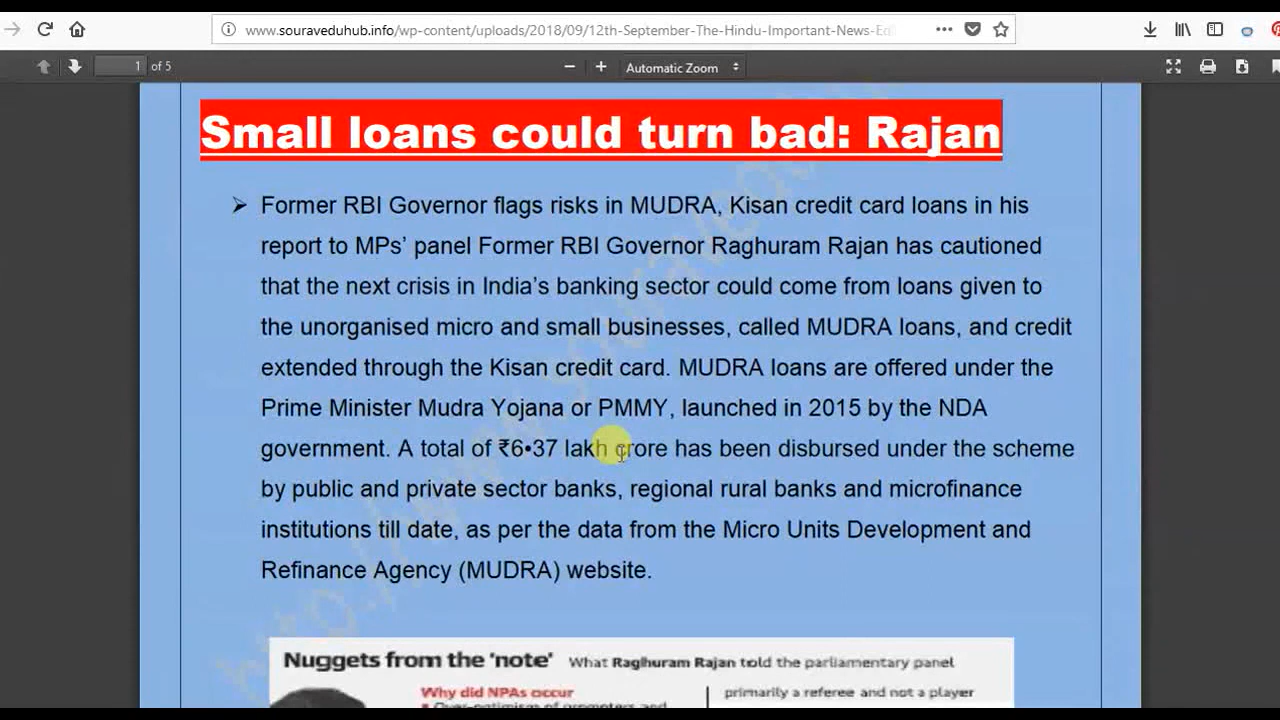 www.souraveduhub.info/wp-content/uploads/2018/09/12th-September-The-Hindu-Important-News-Ed
1 of 5
Automatic Zoom
Small loans could turn bad: Rajan
Former RBI Governor flags risks in MUDRA, Kisan credit card loans in his
report to MPs’ panel Former RBI Governor Raghuram Rajan has cautioned
that the next crisis in India’s banking sector could come from loans given to
the unorganised micro and small businesses, called MUDRA loans, and credit
extended through the Kisan credit card. MUDRA loans are offered under the
Prime Minister Mudra Yojana or PMMY, launched in 2015 by the NDA
government. A total of ₹6•37 lakh crore has been disbursed under the scheme
by public and private sector banks, regional rural banks and microfinance
institutions till date, as per the data from the Micro Units Development and
Refinance Agency (MUDRA) website.
Nuggets from the 'note' What Raghuram Rajan told the parliamentary panel
Why did NPAs occur
primarily a referee and not a player
Over-optimism of promoters and